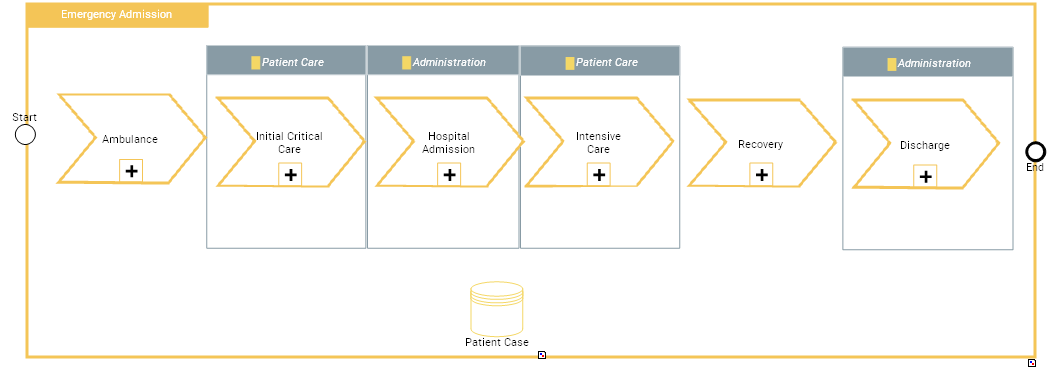 Emergency Admission
Patient Care
Administration
Patient Care
Administration
Start
Ambulance
Initial Critical
Care
Hospital
Admission
Intensive
Care
Recovery
Discharge
End
Patient Case